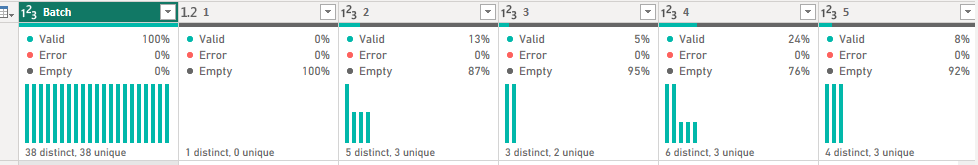 1²3 Batch
1.2 1
1²3 2
1²3 3
1²3 4
1²3 5
Valid 100%
Error 0%
Empty 0%
38 distinct, 38 unique
Valid 0%
Error 0%
Empty 100%
1 distinct, 0 unique
Valid 13%
Error 0%
Empty 87%
5 distinct, 3 unique
Valid 5%
Error 0%
Empty 95%
3 distinct, 2 unique
Valid 24%
Error 0%
Empty 76%
6 distinct, 3 unique
Valid 8%
Error 0%
Empty 92%
4 distinct, 3 unique